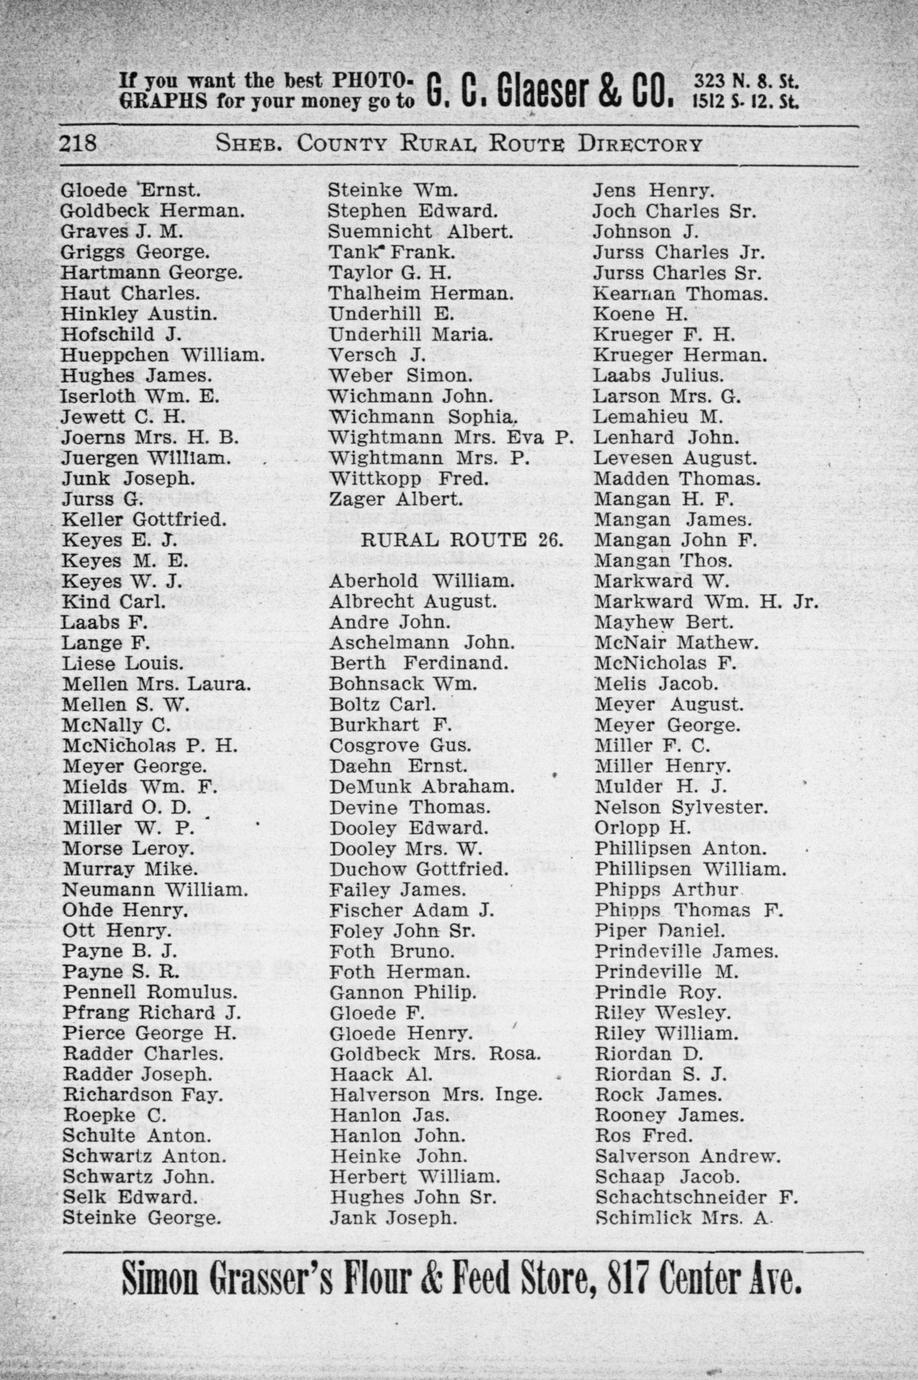 If you want the best PHOTO-
GRAPHS for your money go to
G. C. Glaeser & CO.
323 N. 8. St.
1512 S. 12. St.
218
SHEB. COUNTY RURAL ROUTE DIRECTORY
Gloede Ernst.
Goldbeck Herman.
Graves J. M.
Griggs George.
Hartmann George.
Haut Charles.
Hinkley Austin.
Hofschild J.
Hueppchen William.
Hughes James.
Iserloth Wm. E.
Jewett C. H.
Joerns Mrs. H. B.
Juergen William.
Junk Joseph.
Jurss G.
Keller Gottfried.
Keyes E. J.
Keyes M. E.
Keyes W. J.
Kind Carl.
Laabs F.
Lange F.
Liese Louis.
Mellen Mrs. Laura.
Mellen S. W.
McNally C.
McNicholas P. H.
Meyer George.
Mields Wm. F.
Millard O. D.
Miller W. P.
Morse Leroy.
Murray Mike.
Neumann William.
Ohde Henry.
Ott Henry.
Payne B. J.
Payne S. R.
Pennell Romulus.
Pfrang Richard J.
Pierce George H.
Radder Charles.
Radder Joseph.
Richardson Fay.
Roepke C.
Schulte Anton.
Schwartz Anton.
Schwartz John.
Selk Edward.
Steinke George.
Steinke Wm.
Stephen Edward.
Suemnicht Albert.
Tank Frank.
Taylor G. H.
Thalheim Herman.
Underhill E.
Underhill Maria.
Versch J.
Weber Simon.
Wichmann John.
Wichmann Sophia.
Wightmann Mrs. Eva P.
Wightmann Mrs. P.
Wittkopp Fred.
Zager Albert.
RURAL ROUTE 26.
Aberhold William.
Albrecht August.
Andre John.
Aschelmann John.
Berth Ferdinand.
Bohnsack Wm.
Boltz Carl.
Burkhart F.
Cosgrove Gus.
Daehn Ernst.
DeMunk Abraham.
Devine Thomas.
Dooley Edward.
Dooley Mrs. W.
Duchow Gottfried.
Failey James.
Fischer Adam J.
Foley John Sr.
Foth Bruno.
Foth Herman.
Gannon Philip.
Gloede F.
Gloede Henry.
Goldbeck Mrs. Rosa.
Haack Al.
Halverson Mrs. Inge.
Hanlon Jas.
Hanlon John.
Heinke John.
Herbert William.
Hughes John Sr.
Jank Joseph.
Jens Henry.
Joch Charles Sr.
Johnson J.
Jurss Charles Jr.
Jurss Charles Sr.
Kearnan Thomas.
Koene H.
Krueger F. H.
Krueger Herman.
Laabs Julius.
Larson Mrs. G.
Lemahieu M.
Lenhard John.
Levesen August.
Madden Thomas.
Mangan H. F.
Mangan James.
Mangan John F.
Mangan Thos.
Markward W.
Markward Wm. H. Jr.
Mayhew Bert.
McNair Mathew.
McNicholas F.
Melis Jacob.
Meyer August.
Meyer George.
Miller F. C.
Miller Henry.
Mulder H. J.
Nelson Sylvester.
Orlopp H.
Phillipsen Anton.
Phillipsen William.
Phipps Arthur
Phipps Thomas F.
Piper Daniel.
Prindeville James.
Prindeville M.
Prindle Roy.
Riley Wesley.
Riley William.
Riordan D.
Riordan S. J.
Rock James.
Rooney James.
Ros Fred.
Salverson Andrew.
Schaap Jacob.
Schachtschneider F.
Schimlick Mrs. A.
Simon Grasser's Flour & Feed Store, 817 Center Ave.